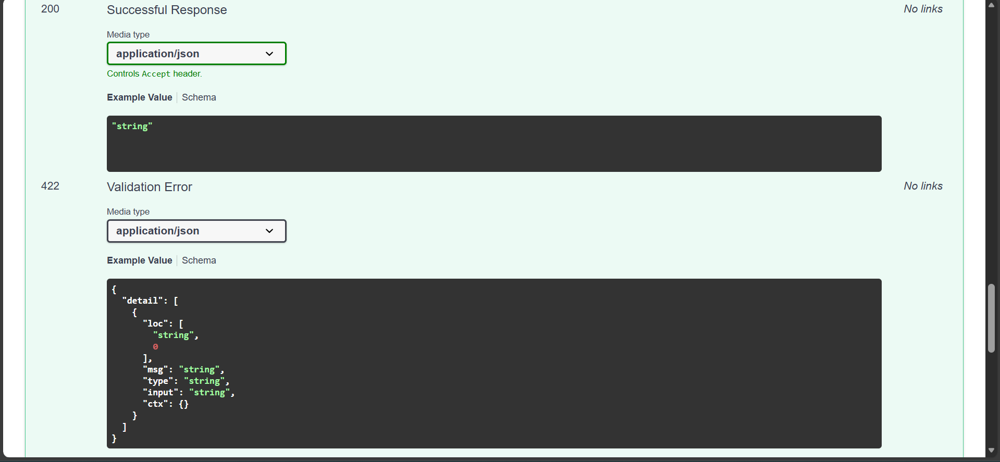 200 Successful Response No links
Media type
application/json
Controls Accept header.
Example Value Schema
"string"
422 Validation Error No links
Media type
application/json
Example Value Schema
{
  "detail": [
    {
      "loc": [
        "string",
        0
      ],
      "msg": "string",
      "type": "string",
      "input": "string",
      "ctx": {}
    }
  ]
}